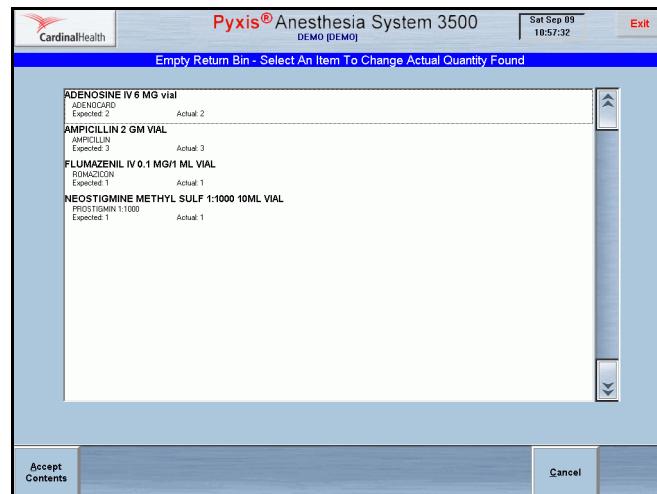 CardinalHealth
Pyxis® Anesthesia System 3500
DEMO [DEMO]
Sat Sep 09
10:57:32
Exit
Empty Return Bin - Select An Item To Change Actual Quantity Found
ADENOSINE IV 6 MG vial
ADENOCARD
Expected: 2 Actual: 2
AMPICILLIN 2 GM VIAL
AMPICILLIN
Expected: 3 Actual: 3
FLUMAZENIL IV 0.1 MG/1 ML VIAL
ROMAZICON
Expected: 1 Actual: 1
NEOSTIGMINE METHYL SULF 1:1000 10ML VIAL
PROSTIGMIN 1:1000
Expected: 1 Actual: 1
Accept
Contents
Cancel